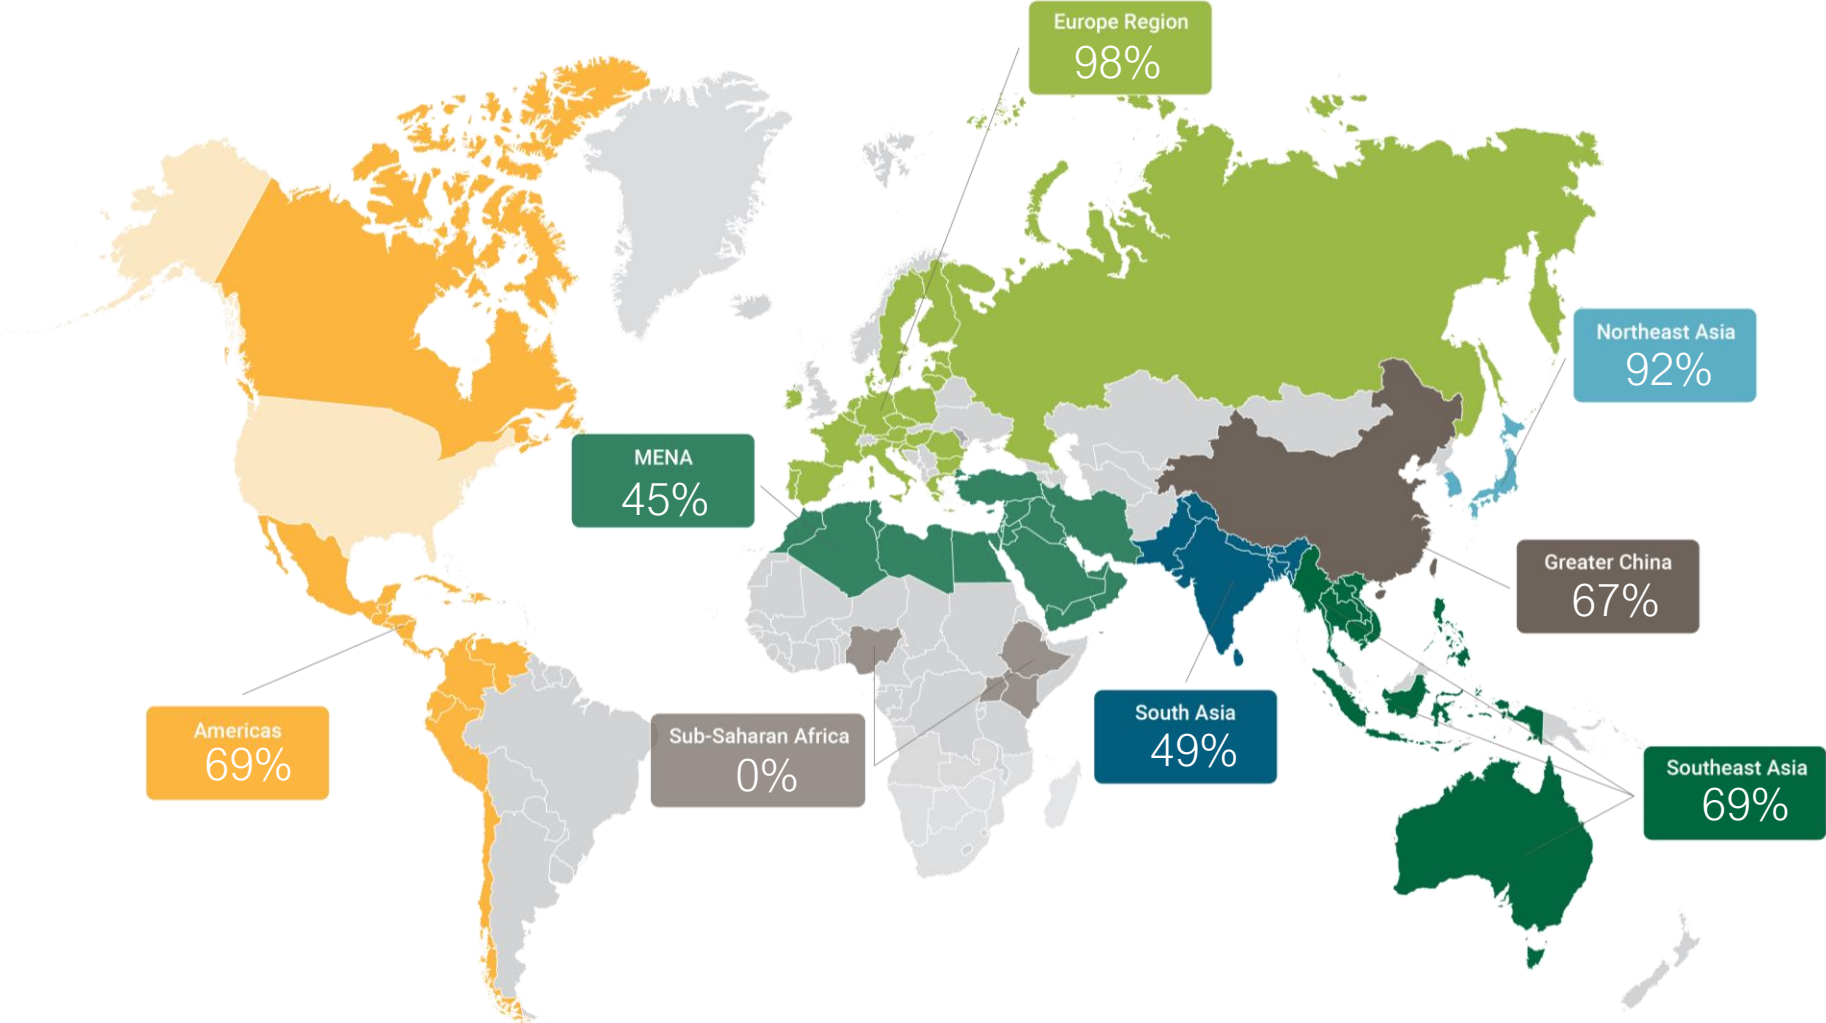 Europe Region
98%
Northeast Asia
92%
MENA
45%
Greater China
67%
South Asia
49%
Americas
69%
Sub-Saharan Africa
0%
Southeast Asia
69%